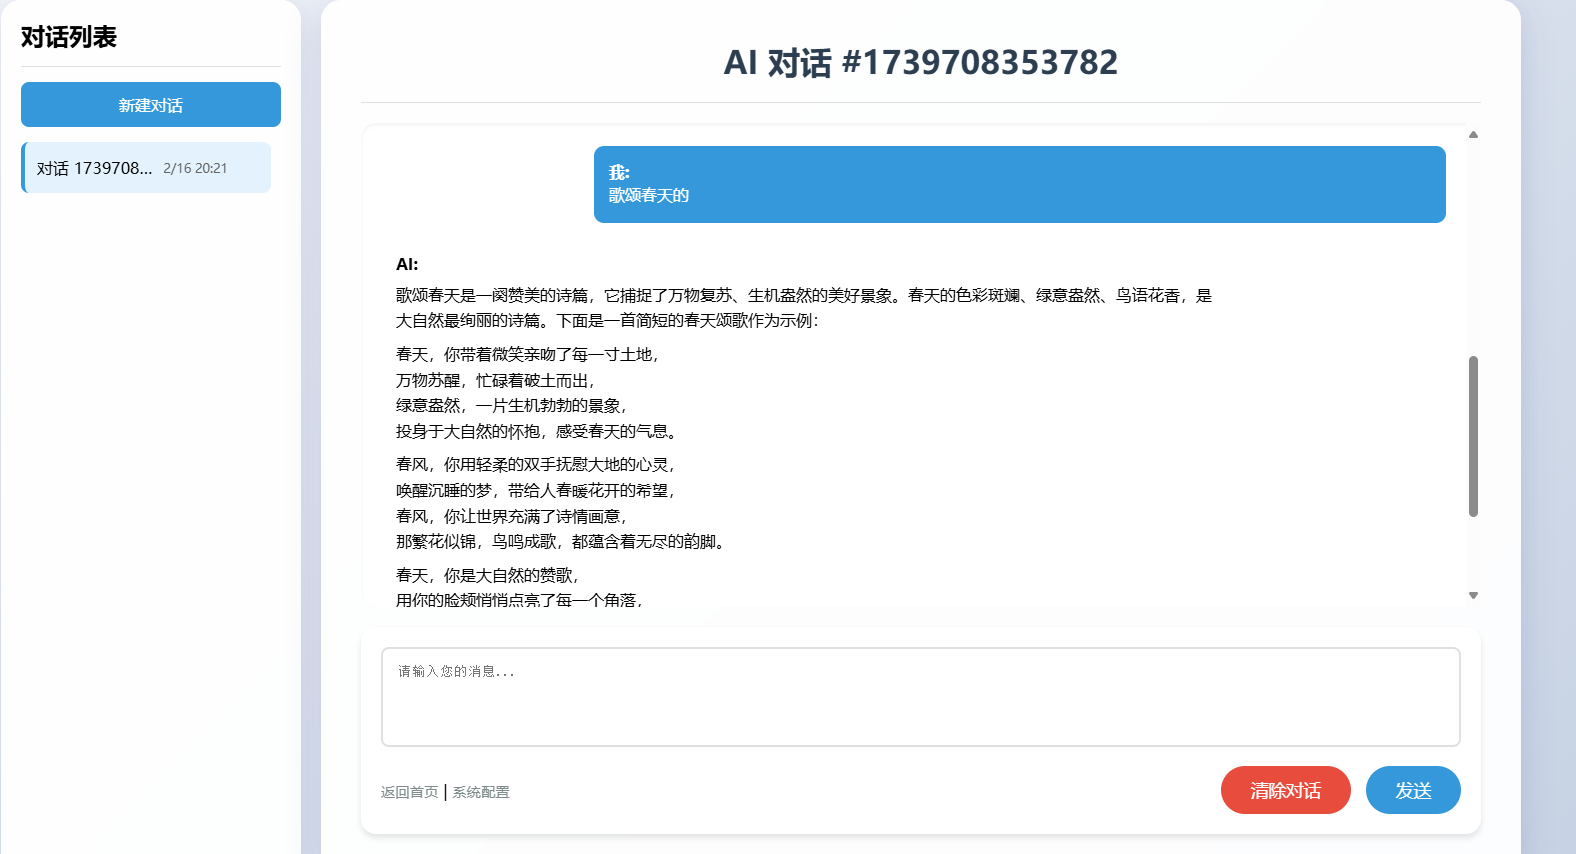 对话列表
新建对话
对话 1739708... 2/16 20:21
AI 对话 #1739708353782
我:
歌颂春天的
AI:
歌颂春天是一阕赞美的诗篇，它捕捉了万物复苏、生机盎然的美好景象。春天的色彩斑斓、绿意盎然、鸟语花香，是
大自然最绚丽的诗篇。下面是一首简短的春天颂歌作为示例：
春天，你带着微笑亲吻了每一寸土地，
万物苏醒，忙碌着破土而出，
绿意盎然，一片生机勃勃的景象，
投身于大自然的怀抱，感受春天的气息。
春风，你用轻柔的双手抚慰大地的心灵，
唤醒沉睡的梦，带给人春暖花开的希望，
春风，你让世界充满了诗情画意，
那繁花似锦，鸟鸣成歌，都蕴含着无尽的韵脚。
春天，你是大自然的赞歌，
用你的脸颊悄悄点亮了每一个角落，
请输入您的消息...
返回首页 | 系统配置
清除对话
发送